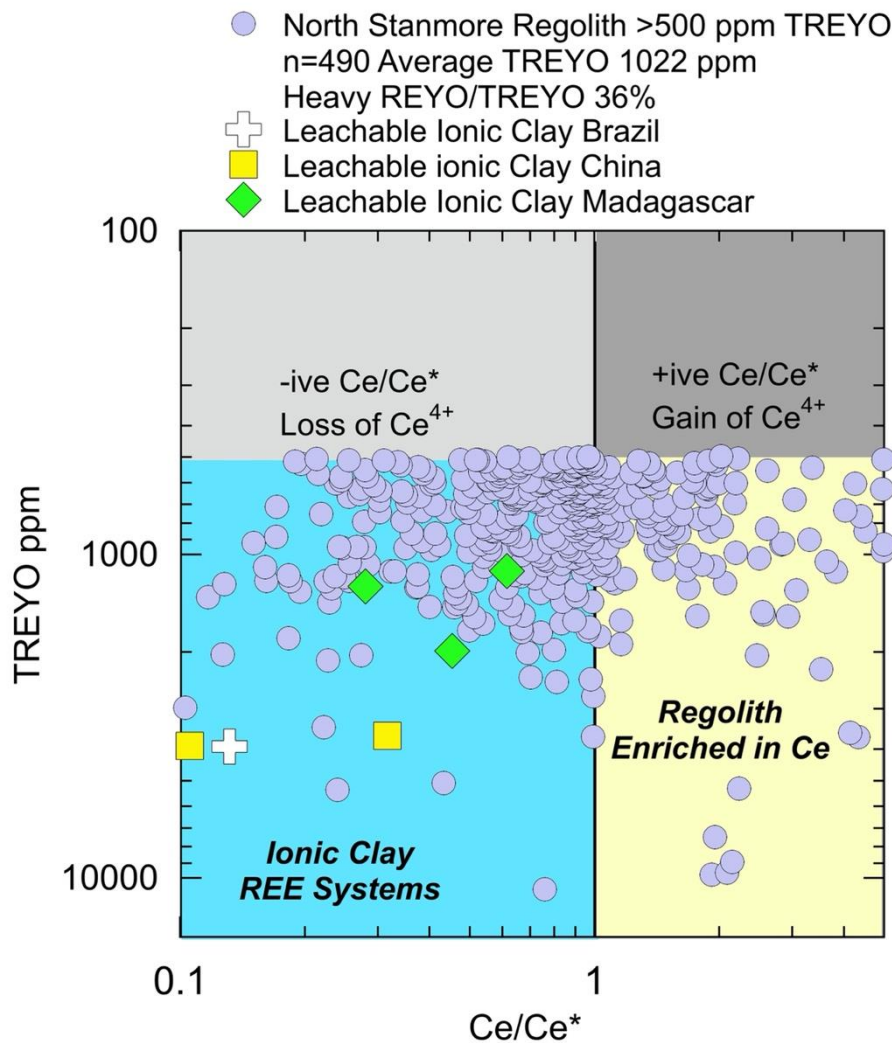 North Stanmore Regolith >500 ppm TREYO
n=490 Average TREYO 1022 ppm
Heavy REYO/TREYO 36%
Leachable Ionic Clay Brazil
Leachable ionic Clay China
Leachable Ionic Clay Madagascar
100
-ive Ce/Ce*
Loss of Ce4+
+ive Ce/Ce*
Gain of Ce4+
TREYO ppm
1000
Regolith
Enriched in Ce
Ionic Clay
REE Systems
10000
0.1
1
Ce/Ce*